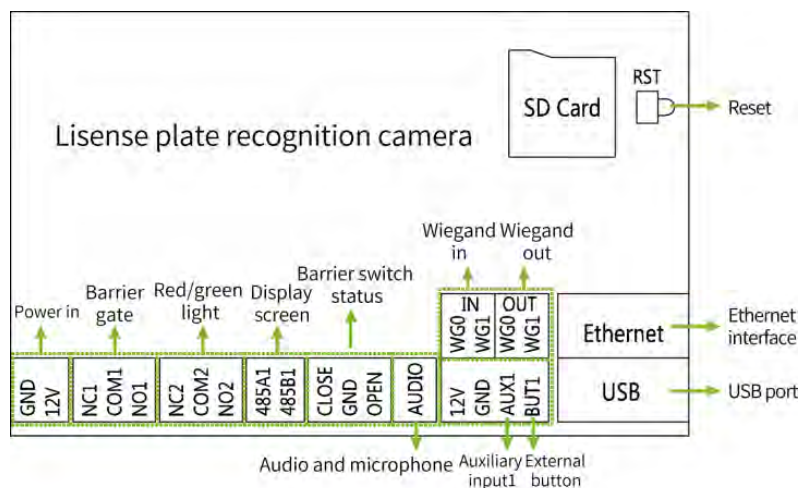 SD Card
RST
Reset
Lisense plate recognition camera
Wiegand
in
Wiegand
out
Power in
Barrier
gate
Red/green
light
Display
screen
Barrier switch
status
IN
WG0
WG1
OUT
WG0
WG1
Ethernet
Ethernet
interface
GND
12V
NC1
COM1
NO1
NC2
COM2
NO2
485A1
485B1
CLOSE
GND
OPEN
AUDIO
12V
GND
AUX1
BUT1
USB
USB port
Audio and microphone
Auxiliary
input1
External
button